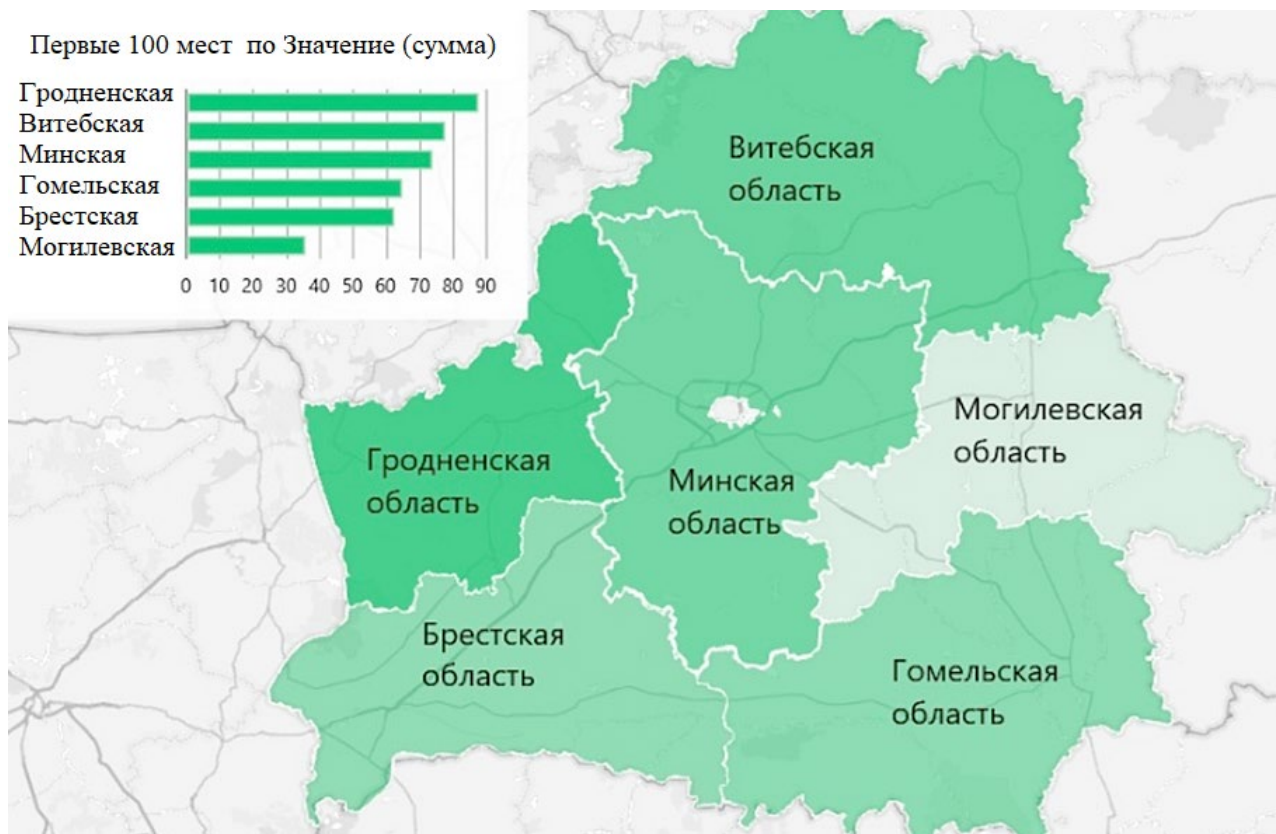 Первые 100 мест по Значение (сумма)
Гродненская
Витебская
Минская
Гомельская
Брестская
Могилевская
0 10 20 30 40 50 60 70 80 90
Витебская
область
Могилевская
область
Гродненская
область
Минская
область
Брестская
область
Гомельская
область